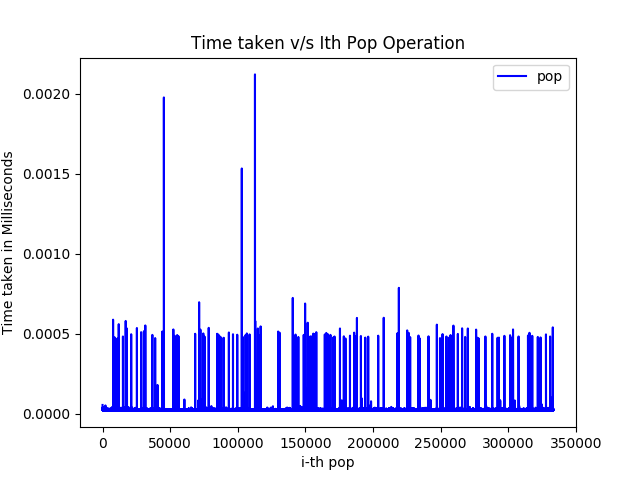 Time taken v/s Ith Pop Operation
pop
0.0020
0.0015
0.0010
0.0005
0.0000
Time taken in Milliseconds
0 50000 100000 150000 200000 250000 300000 350000
i-th pop